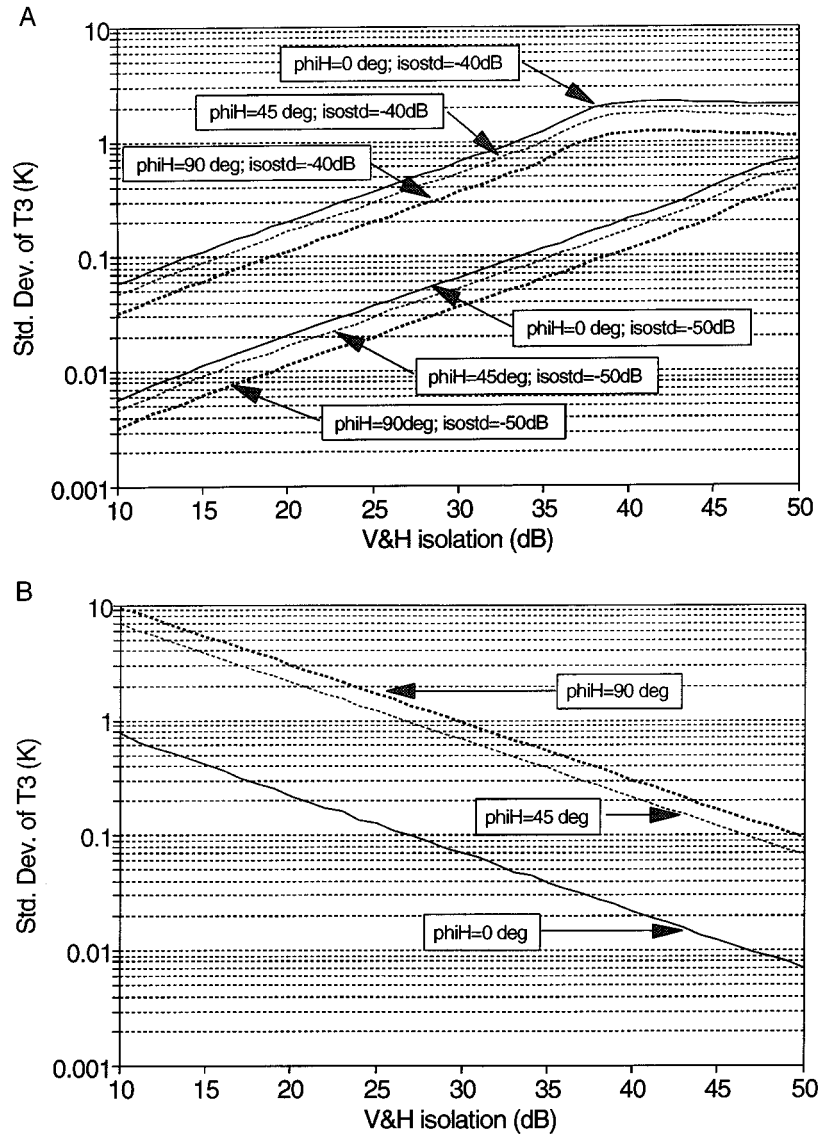 A
10
phiH=0 deg; isostd=-40dB
phiH=45 deg; isostd=-40dB
1
phiH=90 deg; isostd=-40dB
Std. Dev. of T3 (K)
0.1
phiH=0 deg; isostd=-50dB
phiH=45deg; isostd=-50dB
0.01
phiH=90deg; isostd=-50dB
0.001
10 15 20 25 30 35 40 45 50
V&H isolation (dB)
B
10
phiH=90 deg
1
Std. Dev. of T3 (K)
phiH=45 deg
0.1
phiH=0 deg
0.01
0.001
10 15 20 25 30 35 40 45 50
V&H isolation (dB)